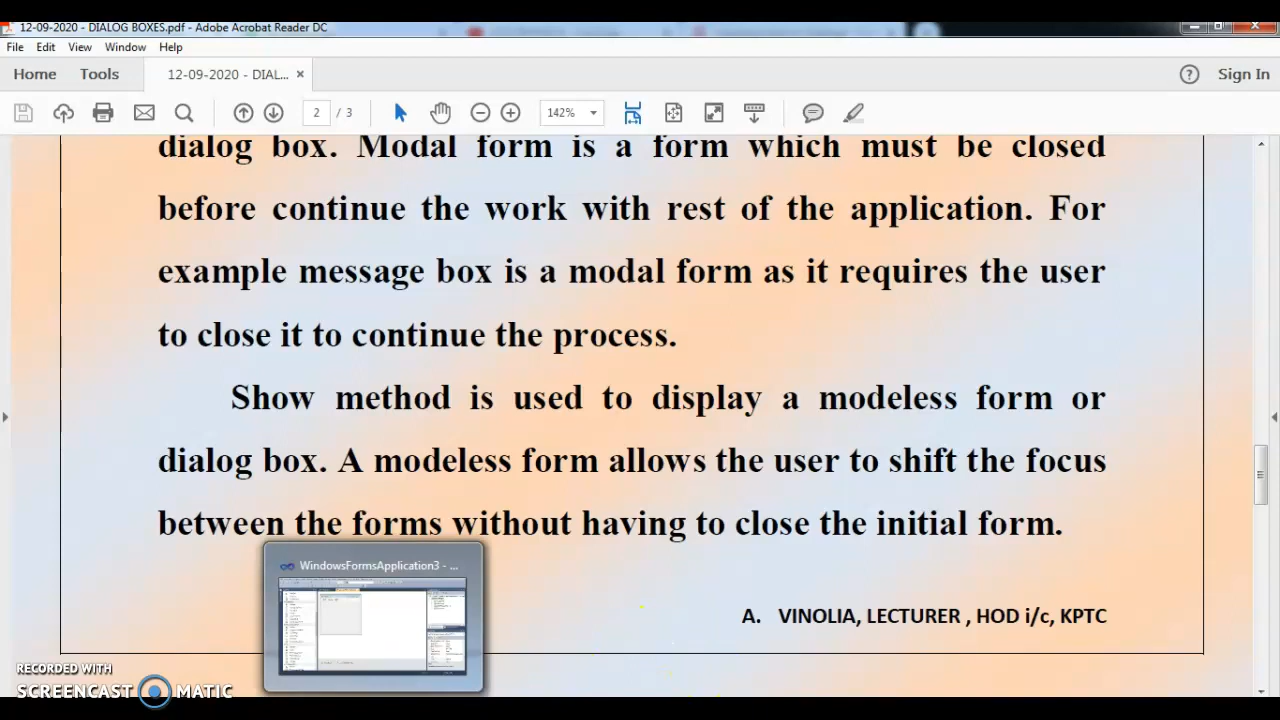 12-09-2020 - DIALOG BOXES.pdf - Adobe Acrobat Reader DC
File Edit View Window Help
Home Tools 12-09-2020 - DIAL... × Sign In
2 / 3 142%
dialog box. Modal form is a form which must be closed
before continue the work with rest of the application. For
example message box is a modal form as it requires the user
to close it to continue the process.
Show method is used to display a modeless form or
dialog box. A modeless form allows the user to shift the focus
between the forms without having to close the initial form.
WindowsFormsApplication3 - ...
A. VINOLIA, LECTURER , HOD i/c, KPTC
RECORDED WITH
SCREENCAST MATIC